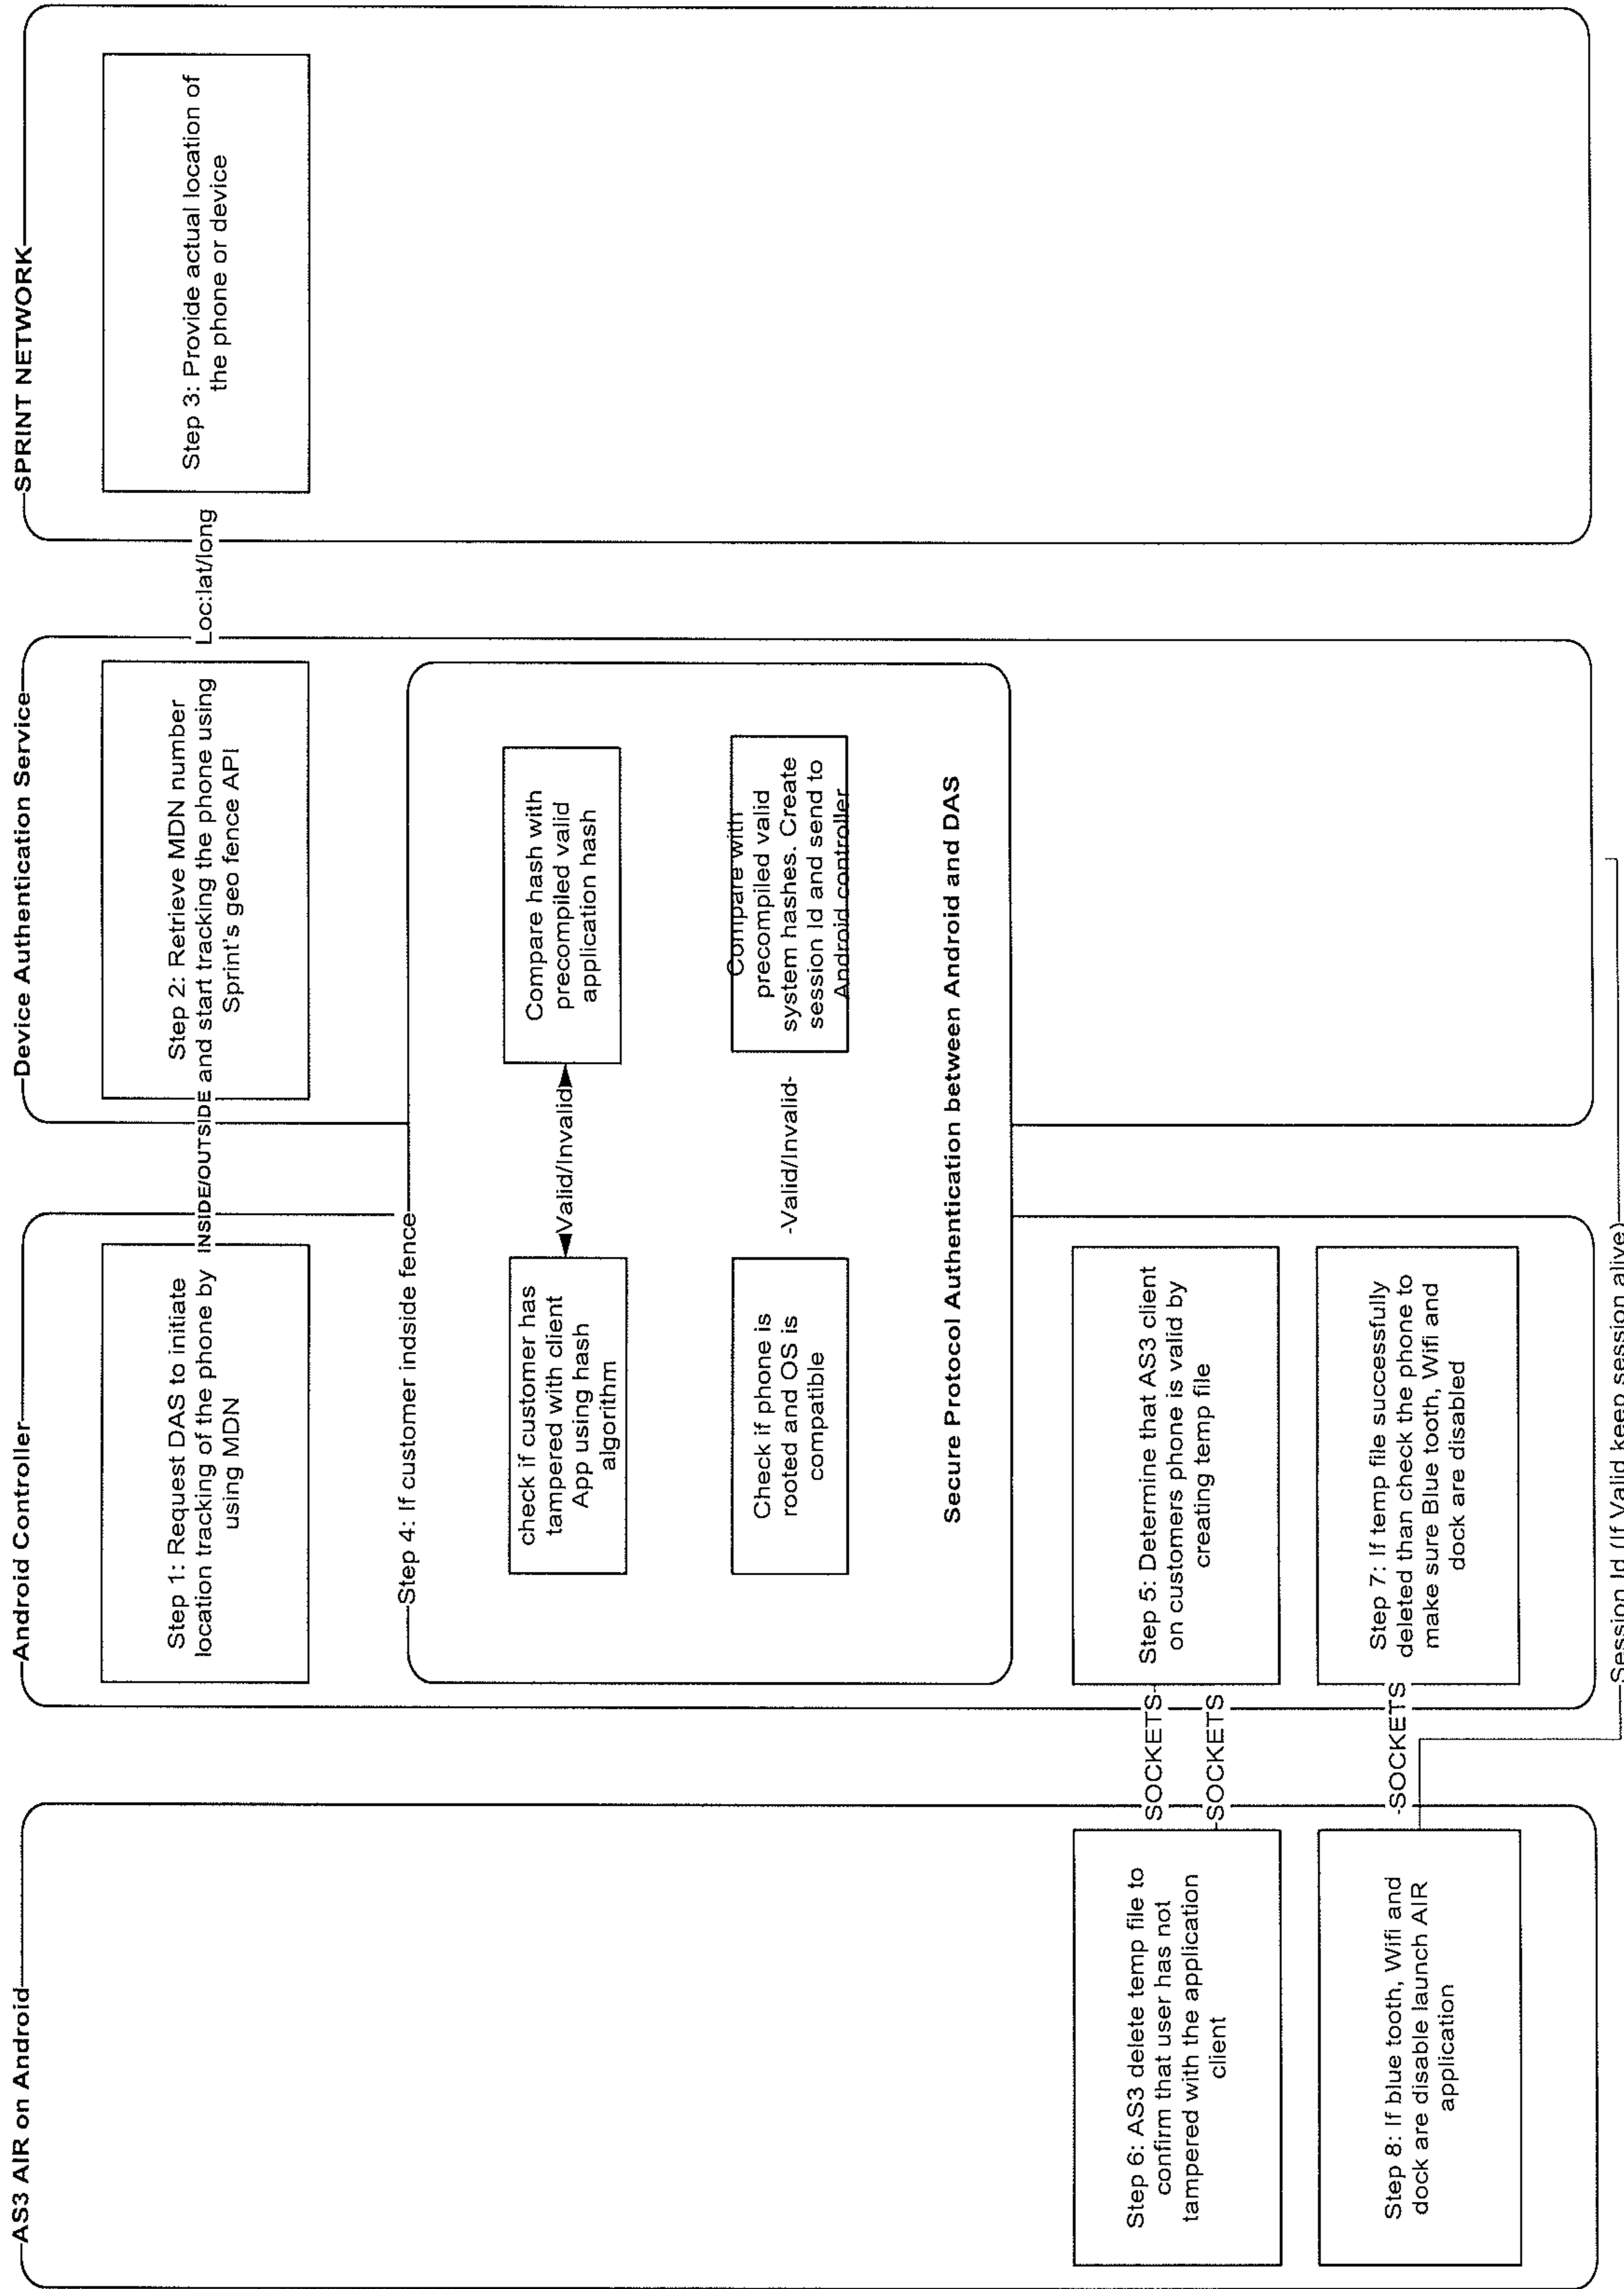 AS3 AIR on Android
Android Controller
Device Authentication Service
SPRINT NETWORK
Step 1: Request DAS to initiate
location tracking of the phone by
using MDN
INSIDE/OUTSIDE
Step 2: Retrieve MDN number
and start tracking the phone using
Sprint's geo fence API
Loc:lat/long
Step 3: Provide actual location of
the phone or device
Step 4: If customer indside fence
check if customer has
tampered with client
App using hash
algorithm
Valid/Invalid
Compare hash with
precompiled valid
application hash
Check if phone is
rooted and OS is
compatible
-Valid/Invalid-
Compare with
precompiled valid
system hashes. Create
session Id and send to
Android controller
Secure Protocol Authentication between Android and DAS
Step 5: Determine that AS3 client
on customers phone is valid by
creating temp file
SOCKETS
SOCKETS
Step 6: AS3 delete temp file to
confirm that user has not
tampered with the application
client
Step 7: If temp file successfully
deleted than check the phone to
make sure Blue tooth, Wifi and
dock are disabled
SOCKETS
Step 8: If blue tooth, Wifi and
dock are disable launch AIR
application
Session Id (If Valid keep session alive)